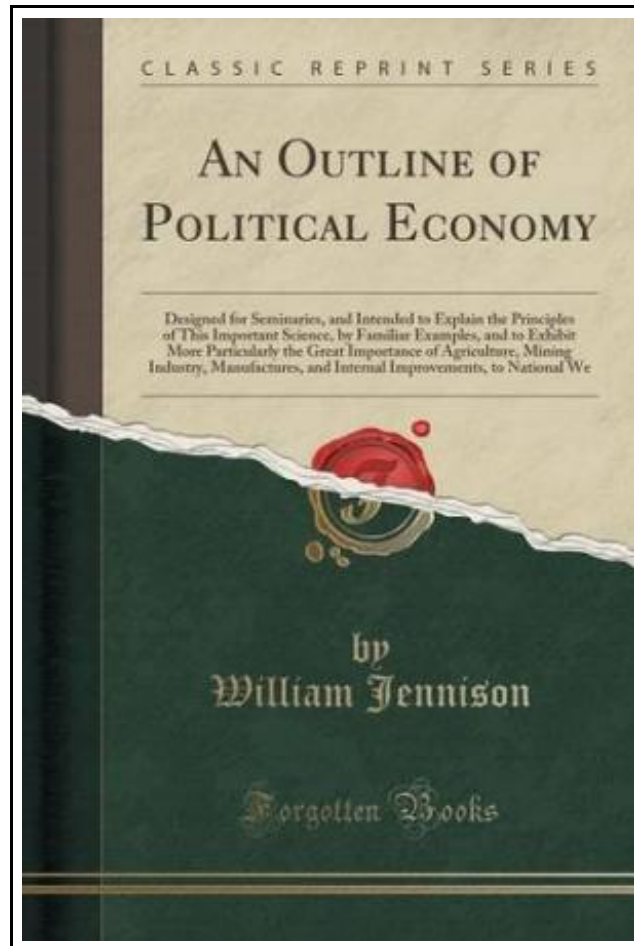 CLASSIC REPRINT SERIES
AN OUTLINE OF
POLITICAL ECONOMY
Designed for Seminaries, and Intended to Explain the Principles
of This Important Science, by Familiar Examples, and to Exhibit
More Particularly the Great Importance of Agriculture, Mining
Industry, Manufactures, and Internal Improvements, to National We
by
William Jennison
Forgotten Books